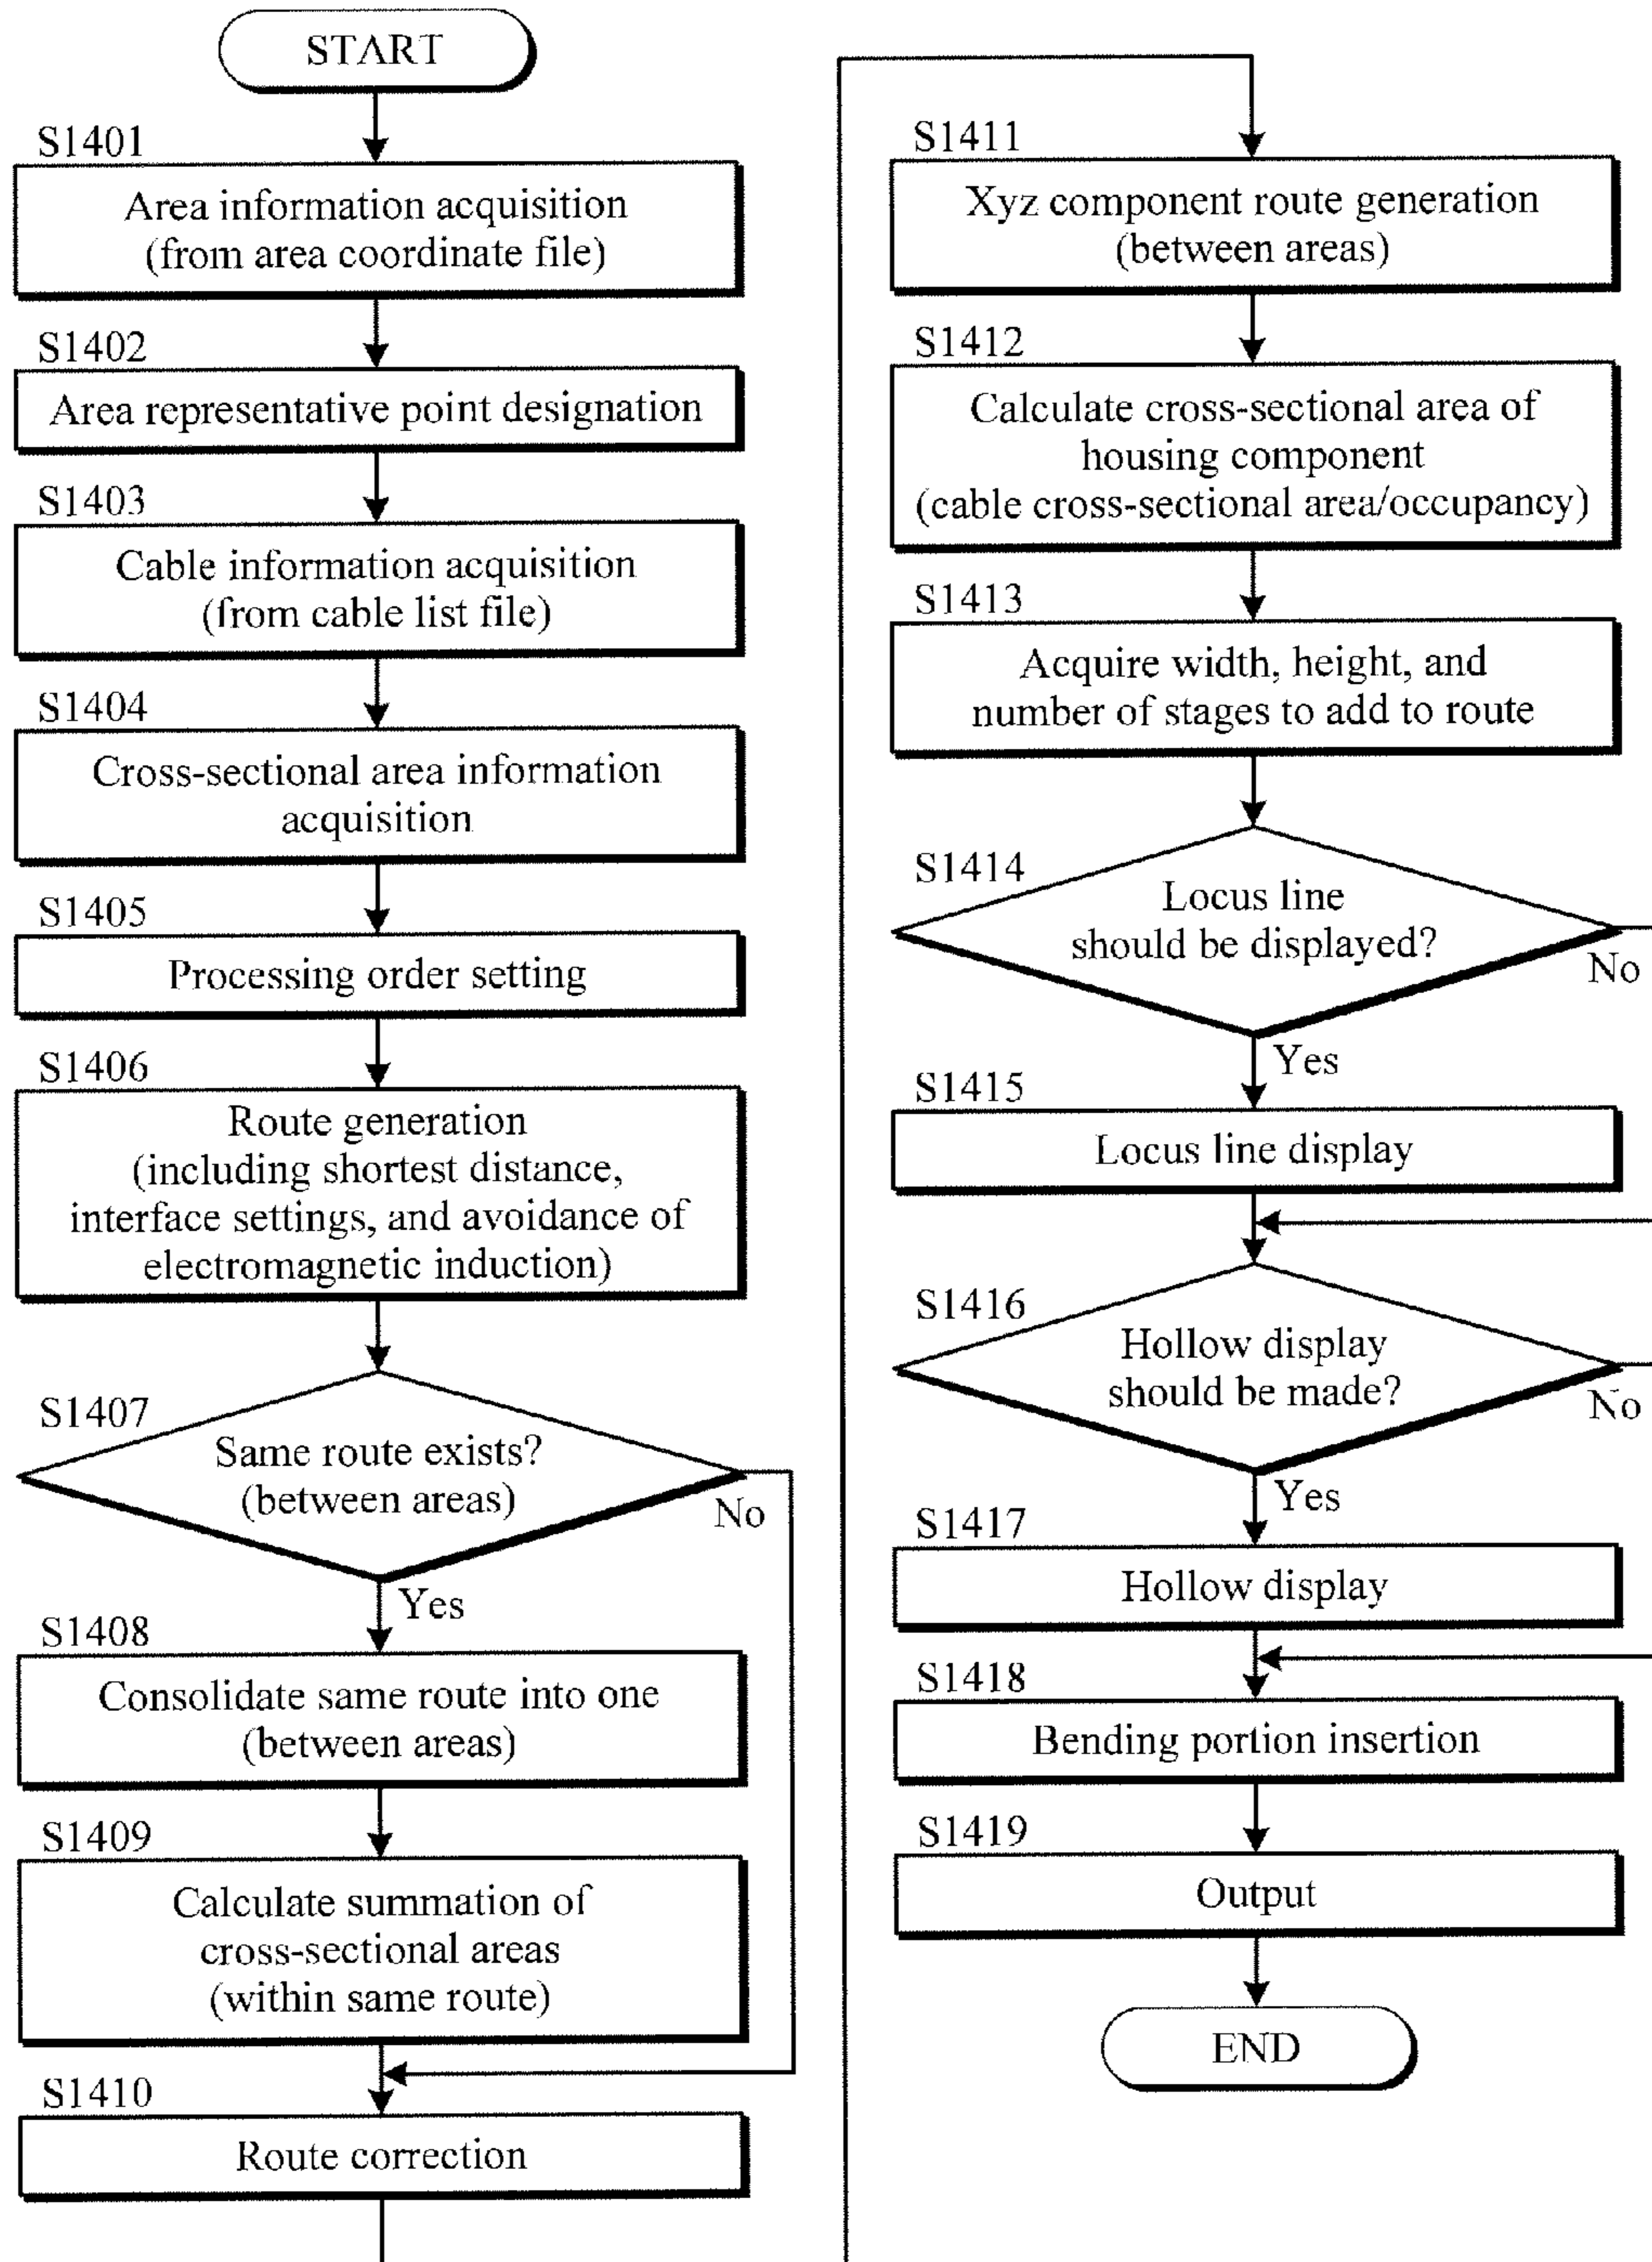 START
S1401
Area information acquisition
(from area coordinate file)
S1402
Area representative point designation
S1403
Cable information acquisition
(from cable list file)
S1404
Cross-sectional area information
acquisition
S1405
Processing order setting
S1406
Route generation
(including shortest distance,
interface settings, and avoidance of
electromagnetic induction)
S1407
Same route exists?
(between areas)
No
Yes
S1408
Consolidate same route into one
(between areas)
S1409
Calculate summation of
cross-sectional areas
(within same route)
S1410
Route correction
S1411
Xyz component route generation
(between areas)
S1412
Calculate cross-sectional area of
housing component
(cable cross-sectional area/occupancy)
S1413
Acquire width, height, and
number of stages to add to route
S1414
Locus line
should be displayed?
No
Yes
S1415
Locus line display
S1416
Hollow display
should be made?
No
Yes
S1417
Hollow display
S1418
Bending portion insertion
S1419
Output
END